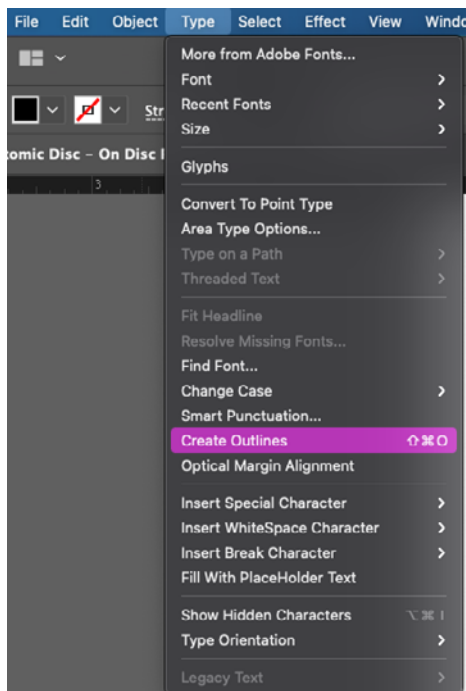 File Edit Object Type Select Effect View Windo
More from Adobe Fonts...
Font
Recent Fonts
Str
Size
tomic Disc – On Disc
Glyphs
3
Convert To Point Type
Area Type Options...
Type on a Path
Threaded Text
Fit Headline
Resolve Missing Fonts...
Find Font...
Change Case
Smart Punctuation...
Create Outlines ⇧⌘O
Optical Margin Alignment
Insert Special Character
Insert WhiteSpace Character
Insert Break Character
Fill With PlaceHolder Text
Show Hidden Characters ⌥⌘I
Type Orientation
Legacy Text